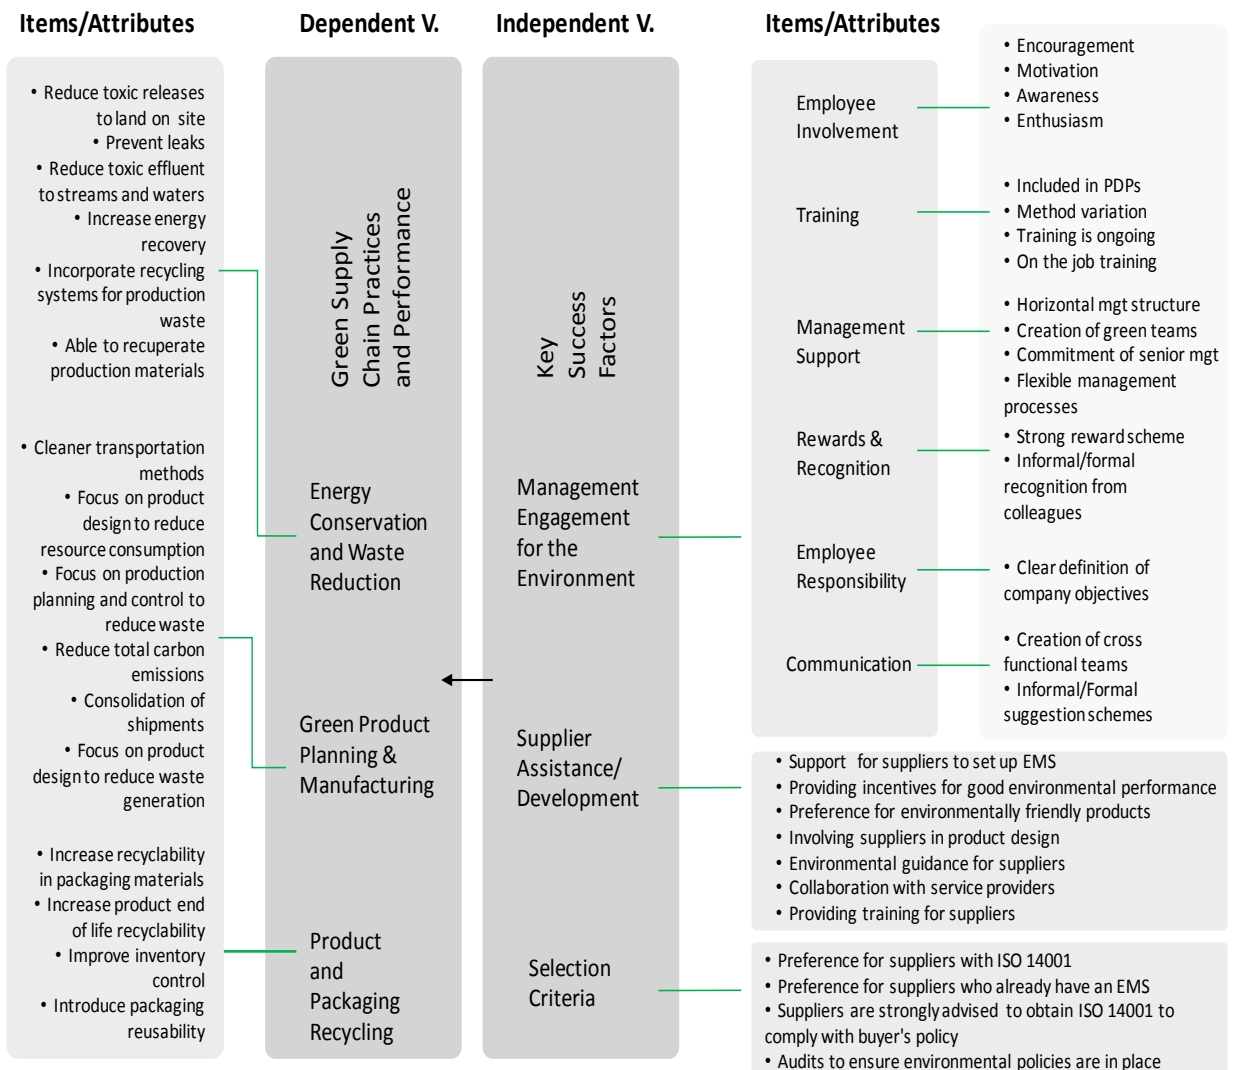 Items/Attributes
• Reduce toxic releases
to land on site
• Prevent leaks
• Reduce toxic effluent
to streams and waters
• Increase energy
recovery
• Incorporate recycling
systems for production
waste
• Able to recuperate
production materials
• Cleaner transportation
methods
• Focus on product
design to reduce
resource consumption
• Focus on production
planning and control to
reduce waste
• Reduce total carbon
emissions
• Consolidation of
shipments
• Focus on product
design to reduce waste
generation
• Increase recyclability
in packaging materials
• Increase product end
of life recyclability
• Improve inventory
control
• Introduce packaging
reusability
Dependent V.
Green Supply
Chain Practices
and Performance
Energy
Conservation
and Waste
Reduction
Green Product
Planning &
Manufacturing
Product
and
Packaging
Recycling
Independent V.
Key
Success
Factors
Management
Engagement
for the
Environment
Supplier
Assistance/
Development
Selection
Criteria
Items/Attributes
Employee
Involvement
• Encouragement
• Motivation
• Awareness
• Enthusiasm
Training
• Included in PDPs
• Method variation
• Training is ongoing
• On the job training
Management
Support
• Horizontal mgt structure
• Creation of green teams
• Commitment of senior mgt
• Flexible management
processes
Rewards &
Recognition
• Strong reward scheme
• Informal/formal
recognition from
colleagues
Employee
Responsibility
• Clear definition of
company objectives
Communication
• Creation of cross
functional teams
• Informal/Formal
suggestion schemes
• Support for suppliers to set up EMS
• Providing incentives for good environmental performance
• Preference for environmentally friendly products
• Involving suppliers in product design
• Environmental guidance for suppliers
• Collaboration with service providers
• Providing training for suppliers
• Preference for suppliers with ISO 14001
• Preference for suppliers who already have an EMS
• Suppliers are strongly advised to obtain ISO 14001 to
comply with buyer's policy
• Audits to ensure environmental policies are in place